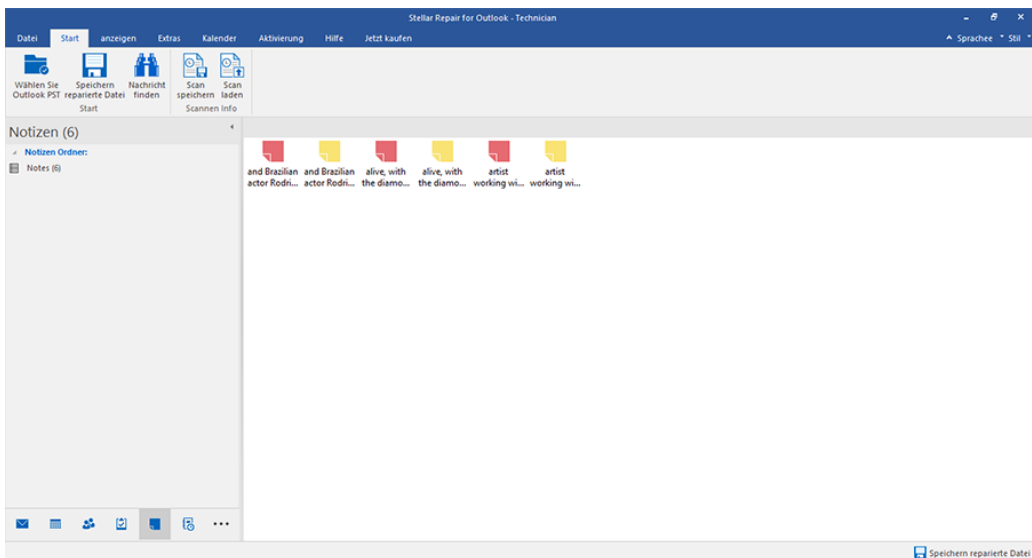 Stellar Repair for Outlook - Technician
Datei Start anzeigen Extras Kalender Aktivierung Hilfe Jetzt kaufen Sprachee Stil
Wählen Sie Speichern Nachricht Scan Scan
Outlook PST reparierte Datei finden speichern laden
Start Scannen Info
Notizen (6)
Notizen Ordner:
Notes (6)
and Brazilian and Brazilian alive, with alive, with artist artist
actor Rodri... actor Rodri... the diamo... the diamo... working wi... working wi...
Speichern reparierte Datei